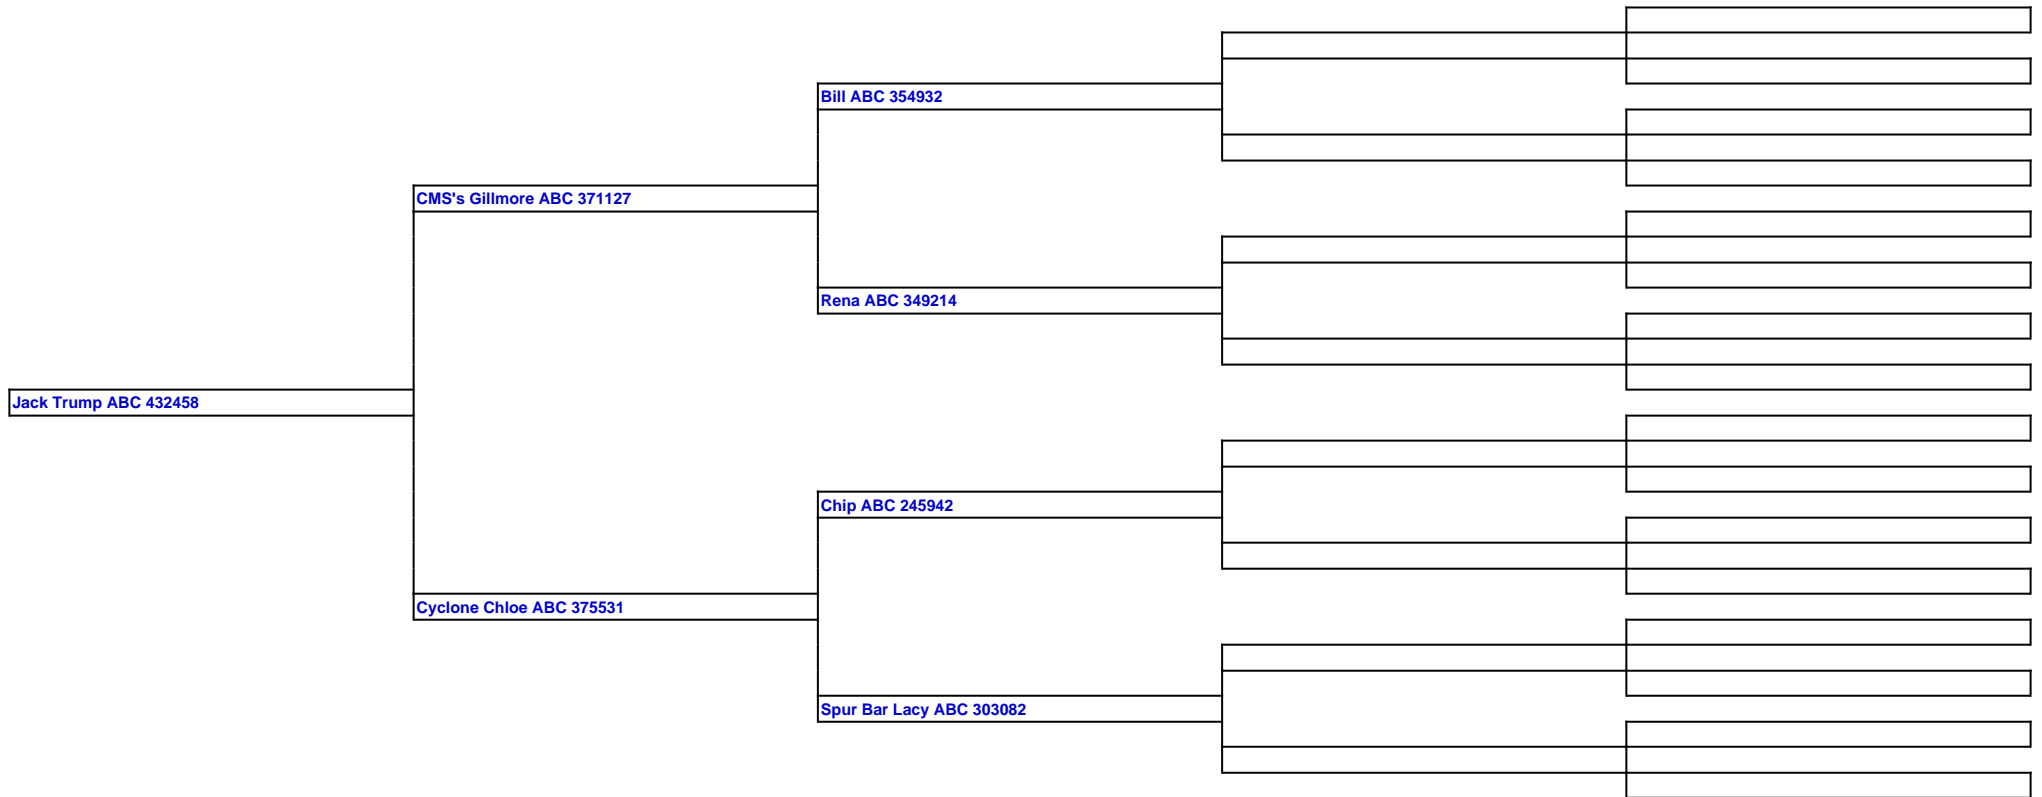 Bill ABC 354932
CMS's Gillmore ABC 371127
Rena ABC 349214
Jack Trump ABC 432458
Chip ABC 245942
Cyclone Chloe ABC 375531
Spur Bar Lacy ABC 303082